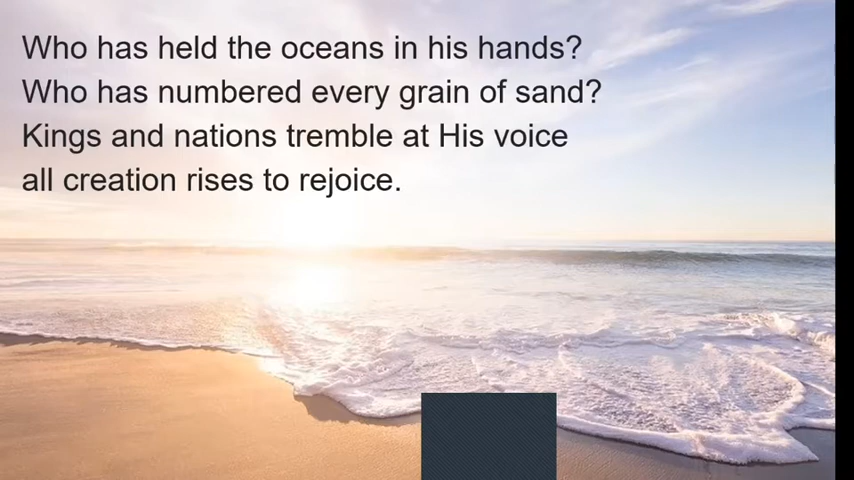 Who has held the oceans in his hands?
Who has numbered every grain of sand?
Kings and nations tremble at His voice
all creation rises to rejoice.